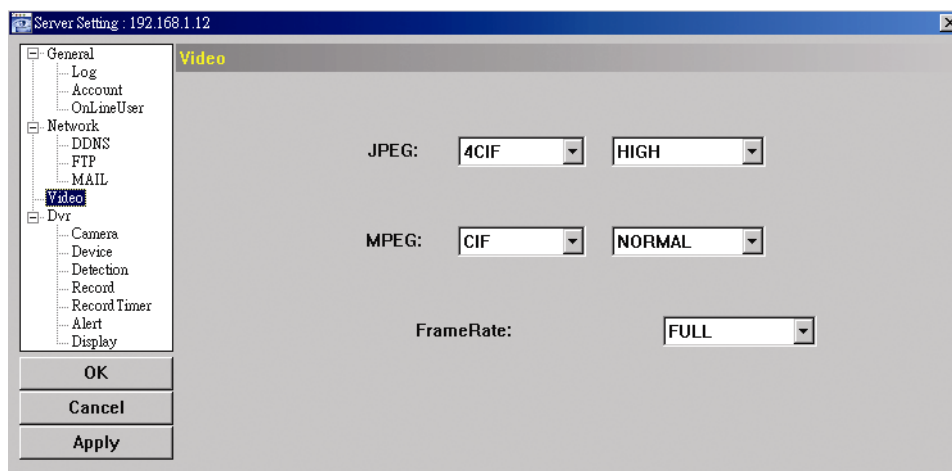 Server Setting : 192.168.1.12
General
Log
Account
OnLineUser
Network
DDNS
FTP
MAIL
Video
Dvr
Camera
Device
Detection
Record
Record Timer
Alert
Display
OK
Cancel
Apply
Video
JPEG: 4CIF HIGH
MPEG: CIF NORMAL
FrameRate: FULL